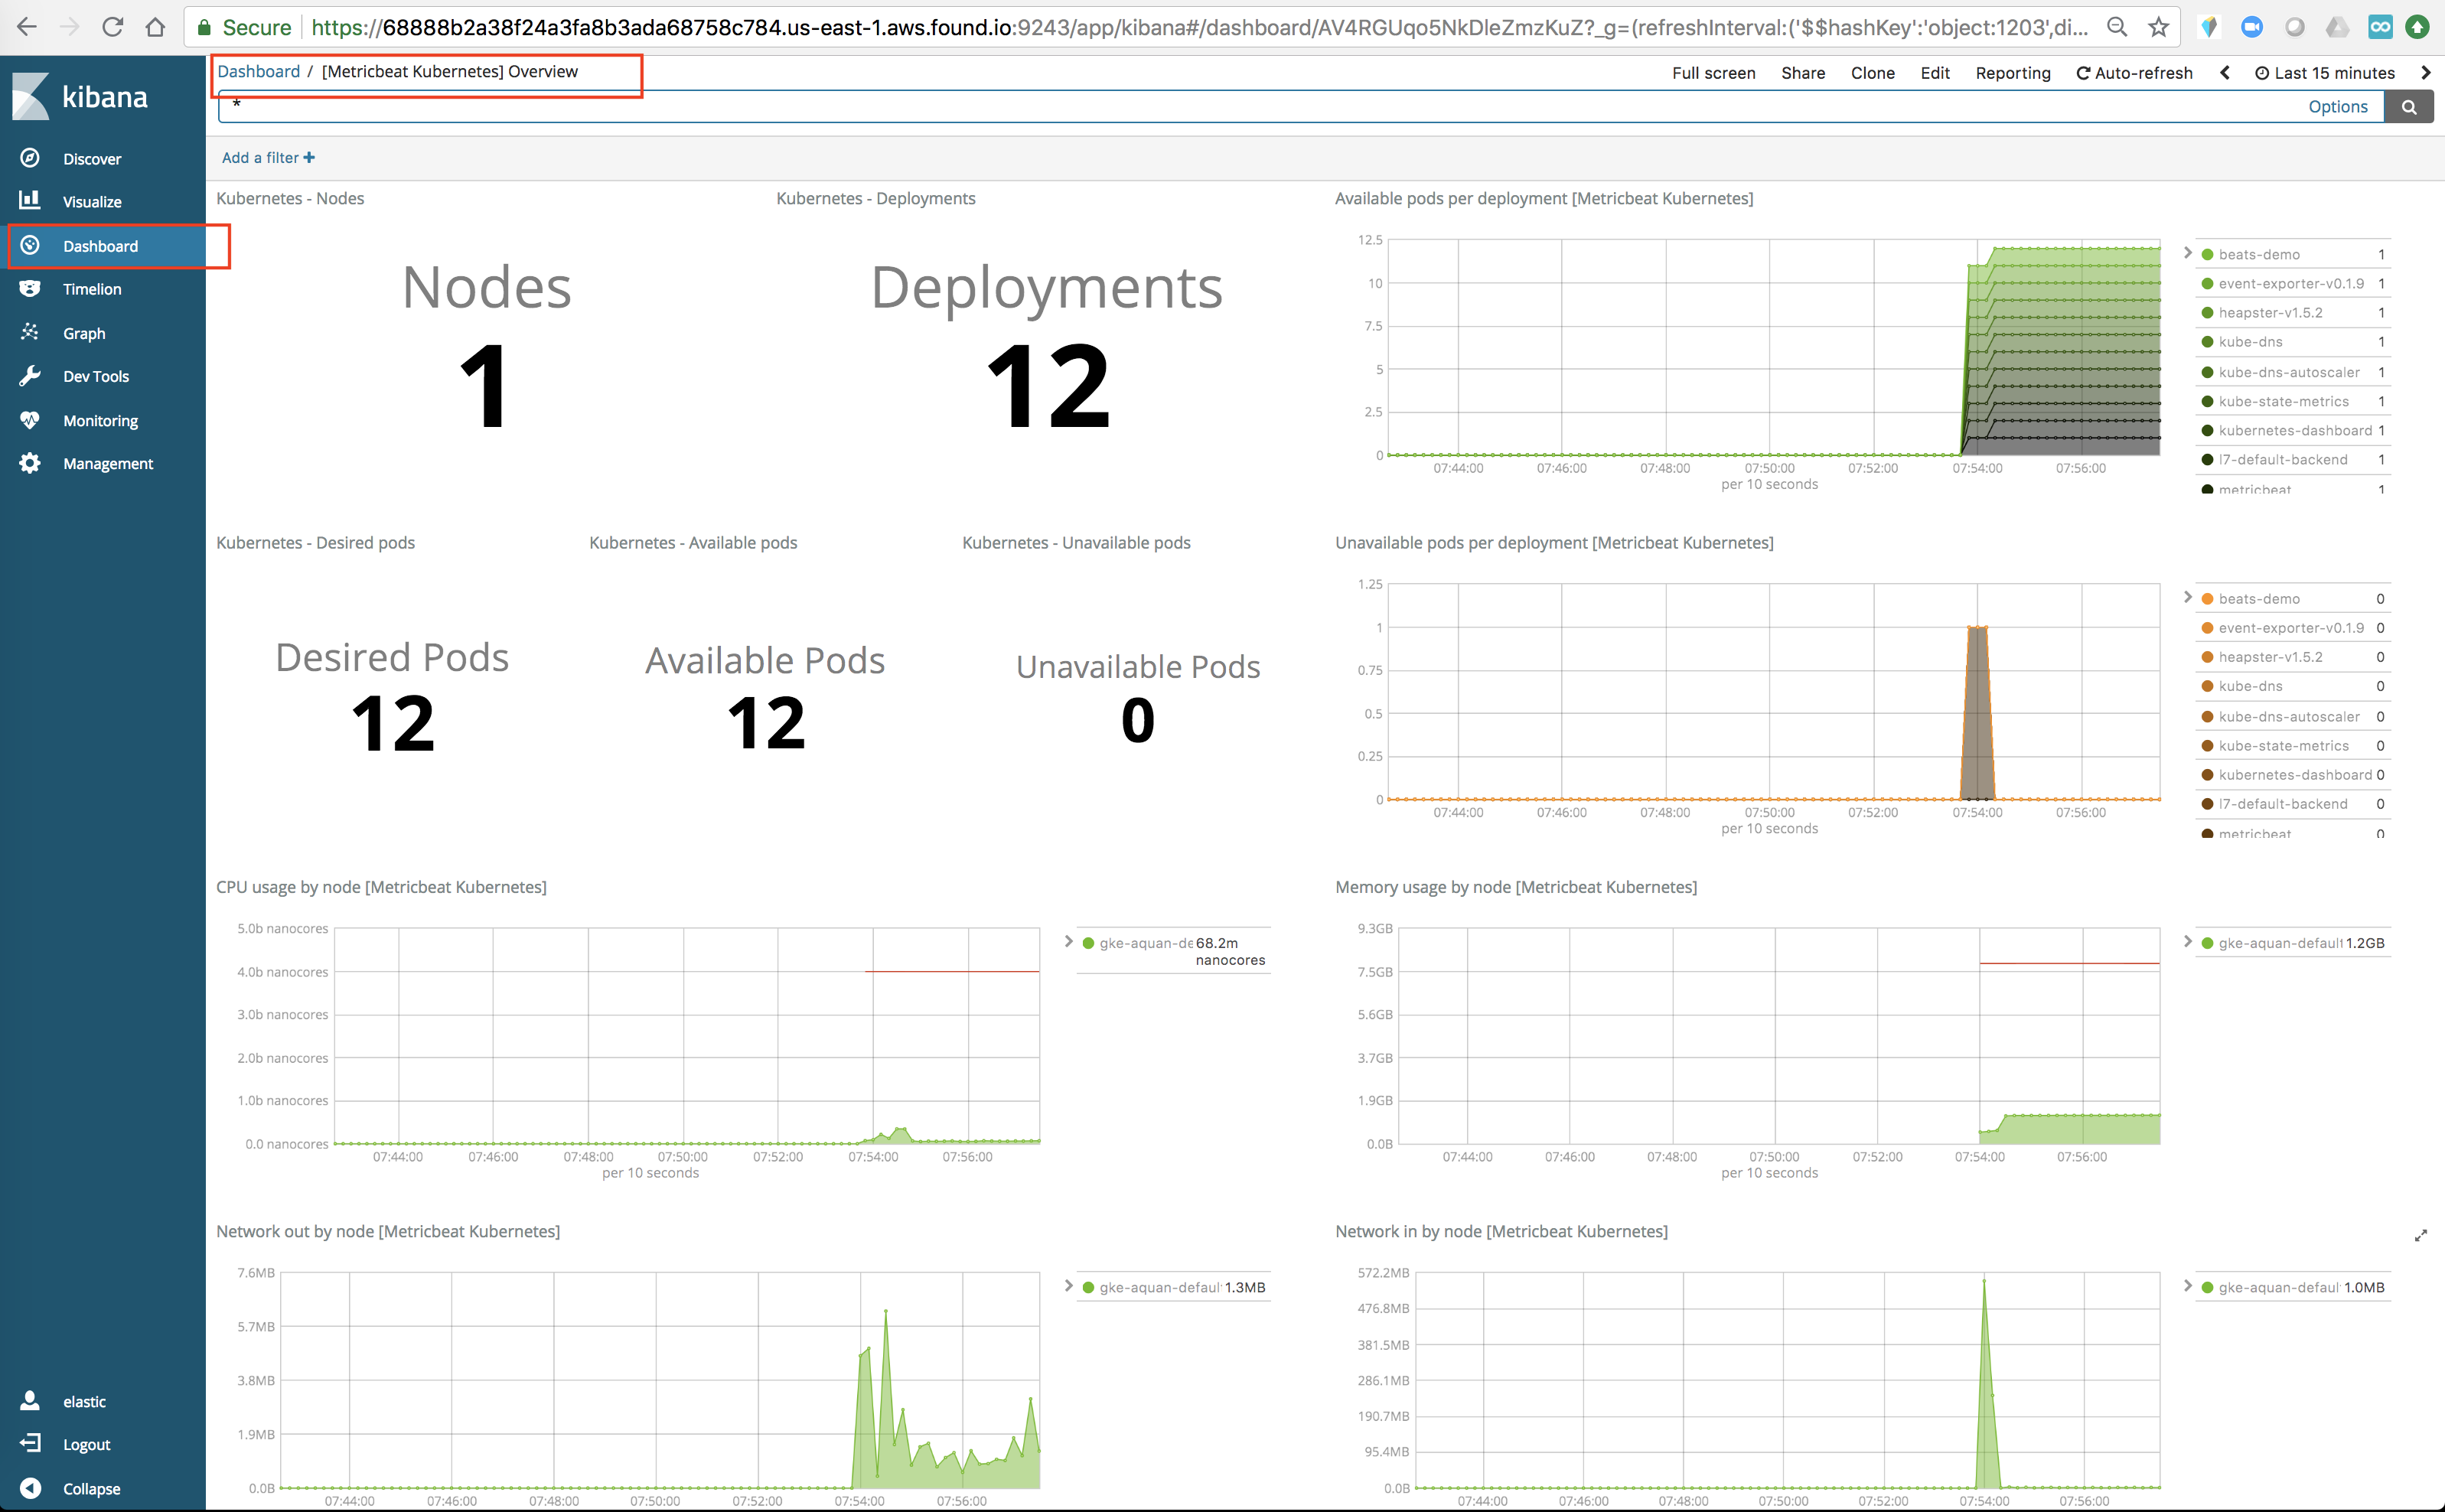 Secure https://68888b2a38f24a3fa8b3ada68758c784.us-east-1.aws.found.io:9243/app/kibana#/dashboard/AV4RGUqo5NkDleZmzKuZ?_g=(refreshInterval:('$$hashKey':'object:1203',di...
kibana
Discover
Visualize
Dashboard
Timelion
Graph
Dev Tools
Monitoring
Management
elastic
Logout
Collapse
Dashboard / [Metricbeat Kubernetes] Overview
Full screen Share Clone Edit Reporting Auto-refresh Last 15 minutes
*
Options
Add a filter +
Kubernetes - Nodes
Nodes
1
Kubernetes - Deployments
Deployments
12
Available pods per deployment [Metricbeat Kubernetes]
12.5
10
7.5
5
2.5
0
07:44:00 07:46:00 07:48:00 07:50:00 07:52:00 07:54:00 07:56:00
per 10 seconds
beats-demo 1
event-exporter-v0.1.9 1
heapster-v1.5.2 1
kube-dns 1
kube-dns-autoscaler 1
kube-state-metrics 1
kubernetes-dashboard 1
l7-default-backend 1
metricbeat 1
Kubernetes - Desired pods
Desired Pods
12
Kubernetes - Available pods
Available Pods
12
Kubernetes - Unavailable pods
Unavailable Pods
0
Unavailable pods per deployment [Metricbeat Kubernetes]
1.25
1
0.75
0.5
0.25
0
07:44:00 07:46:00 07:48:00 07:50:00 07:52:00 07:54:00 07:56:00
per 10 seconds
beats-demo 0
event-exporter-v0.1.9 0
heapster-v1.5.2 0
kube-dns 0
kube-dns-autoscaler 0
kube-state-metrics 0
kubernetes-dashboard 0
l7-default-backend 0
metricbeat 0
CPU usage by node [Metricbeat Kubernetes]
5.0b nanocores
4.0b nanocores
3.0b nanocores
2.0b nanocores
1.0b nanocores
0.0 nanocores
07:44:00 07:46:00 07:48:00 07:50:00 07:52:00 07:54:00 07:56:00
per 10 seconds
gke-aquan-de 68.2m
nanocores
Memory usage by node [Metricbeat Kubernetes]
9.3GB
7.5GB
5.6GB
3.7GB
1.9GB
0.0B
07:44:00 07:46:00 07:48:00 07:50:00 07:52:00 07:54:00 07:56:00
per 10 seconds
gke-aquan-default 1.2GB
Network out by node [Metricbeat Kubernetes]
7.6MB
5.7MB
3.8MB
1.9MB
0.0B
07:44:00 07:46:00 07:48:00 07:50:00 07:52:00 07:54:00 07:56:00
gke-aquan-defaul 1.3MB
Network in by node [Metricbeat Kubernetes]
572.2MB
476.8MB
381.5MB
286.1MB
190.7MB
95.4MB
0.0B
07:44:00 07:46:00 07:48:00 07:50:00 07:52:00 07:54:00 07:56:00
gke-aquan-defaul 1.0MB